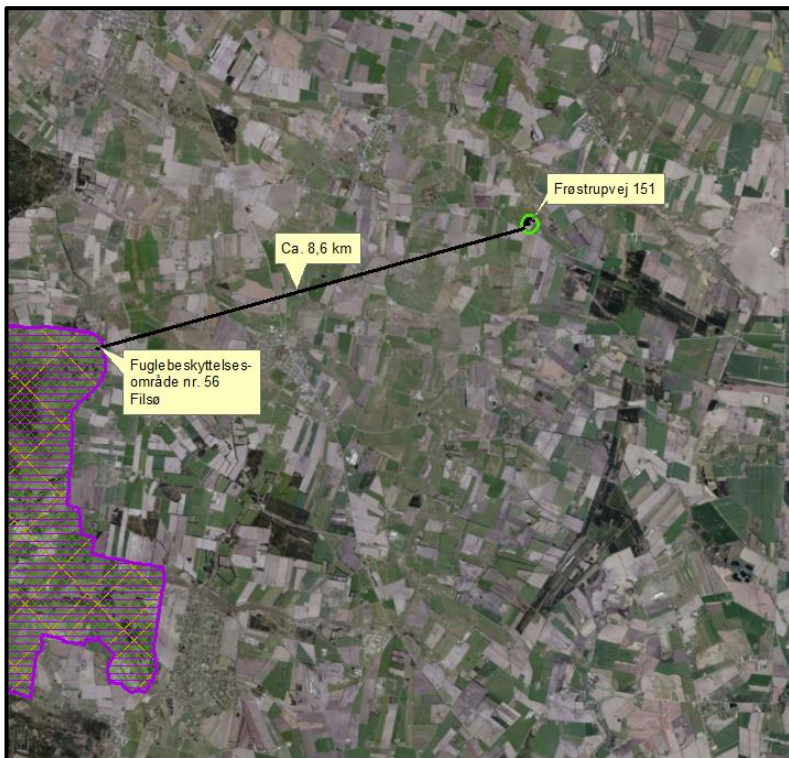 Frøstrupvej 151
Ca. 8,6 km
Fuglebeskyttelses-
område nr. 56
Filsø